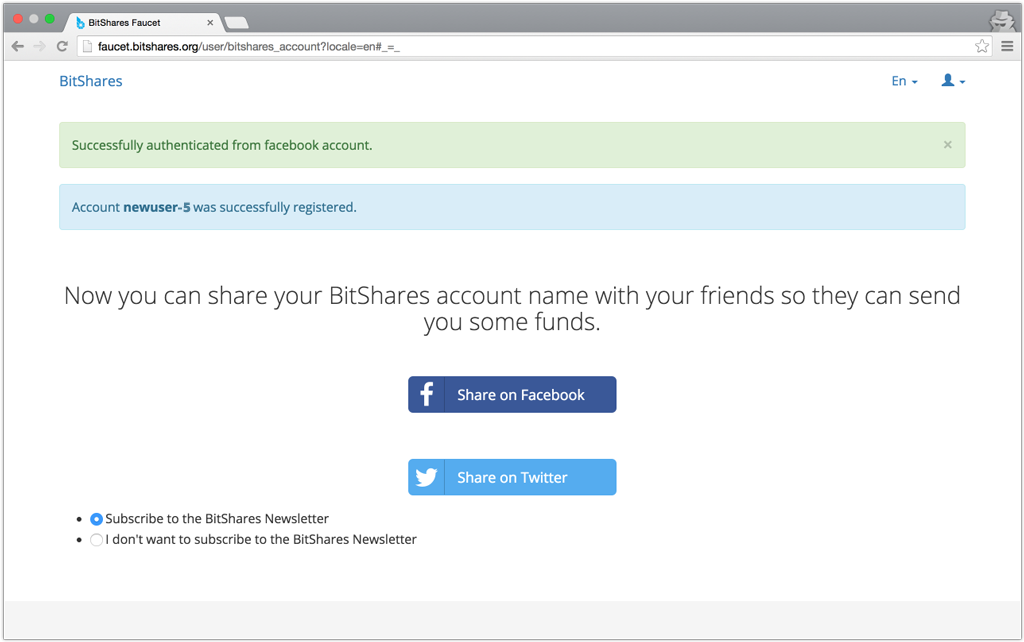 BitShares Faucet
faucet.bitshares.org/user/bitshares_account?locale=en#_=_
BitShares
En
Successfully authenticated from facebook account.
×
Account newuser-5 was successfully registered.
Now you can share your BitShares account name with your friends so they can send
you some funds.
Share on Facebook
Share on Twitter
Subscribe to the BitShares Newsletter
I don't want to subscribe to the BitShares Newsletter